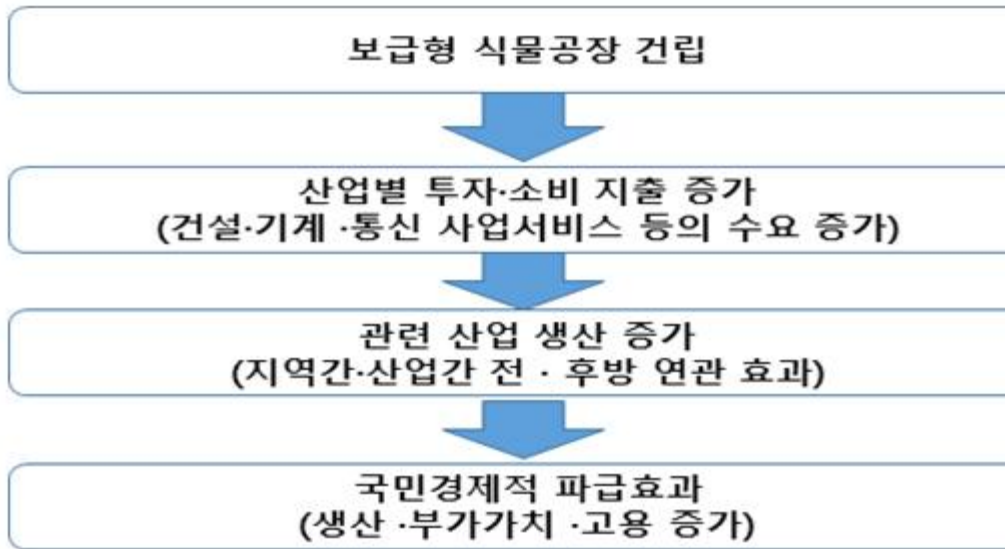 보급형 식물공장 건립
산업별 투자·소비 지출 증가
(건설·기계 ·통신 사업서비스 등의 수요 증가)
관련 산업 생산 증가
(지역간·산업간 전 · 후방 연관 효과)
국민경제적 파급효과
(생산 ·부가가치 ·고용 증가)